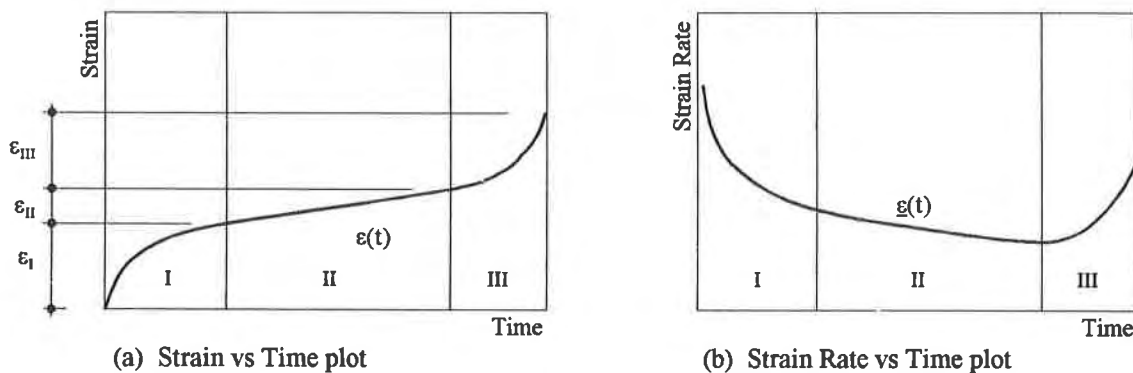 Strain
ε_III
ε_II
ε_I
I
II
III
ε(t)
Time
(a) Strain vs Time plot
Strain Rate
ε(t)
I
II
III
Time
(b) Strain Rate vs Time plot